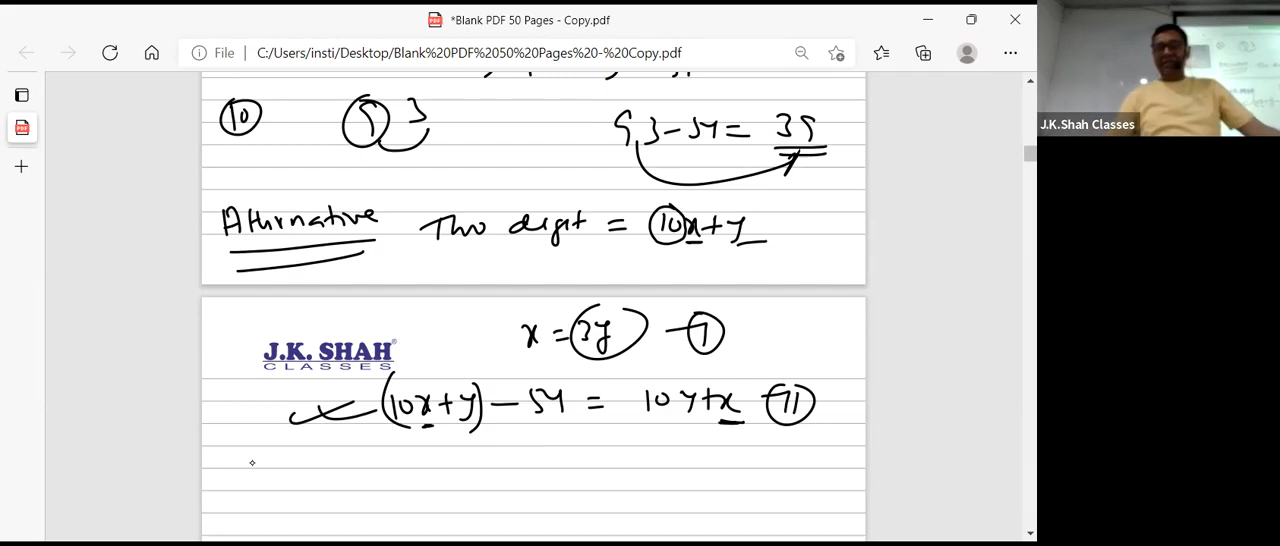 *Blank PDF 50 Pages - Copy.pdf
File C:/Users/insti/Desktop/Blank%20PDF%2050%20Pages%20-%20Copy.pdf
10 9 3 93-54= 39
Alternative Two digit = 10x+y
x = 3y - I
J.K. SHAH
CLASSES
(10x+y) - 54 = 10y+x - II
J.K.Shah Classes